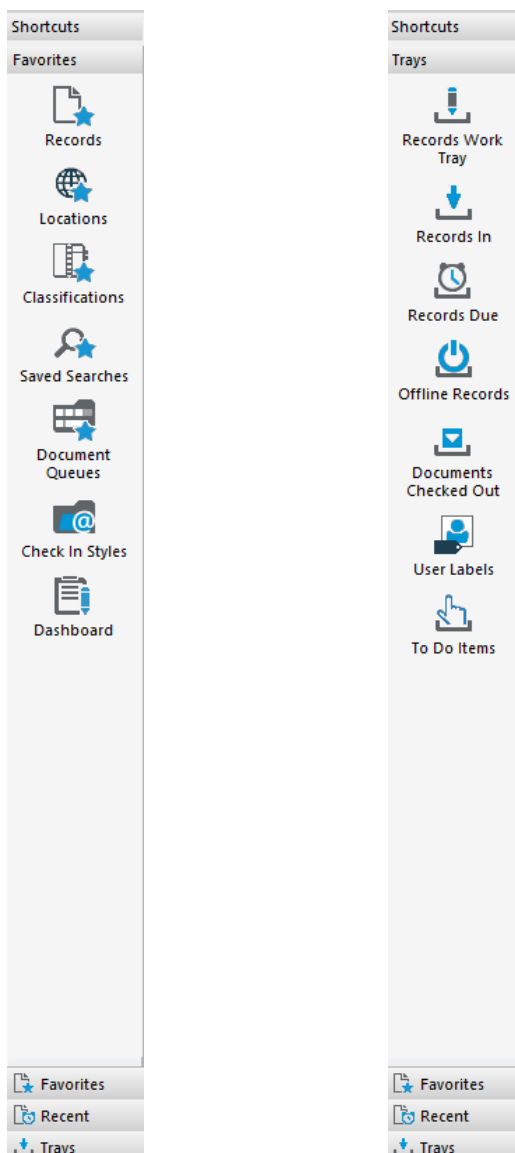 Shortcuts
Favorites
Records
Locations
Classifications
Saved Searches
Document
Queues
Check In Styles
Dashboard
Favorites
Recent
Trays
Shortcuts
Trays
Records Work
Tray
Records In
Records Due
Offline Records
Documents
Checked Out
User Labels
To Do Items
Favorites
Recent
Trays